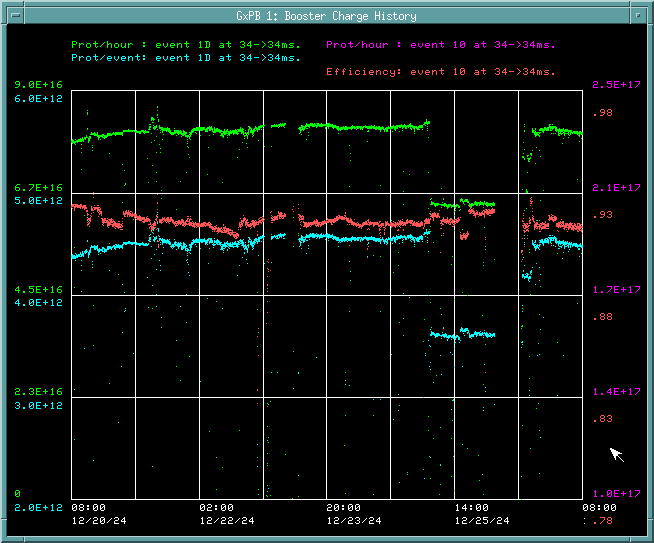 GxPB 1: Booster Charge History
Prot/hour : event 1D at 34->34ms. Prot/hour : event 10 at 34->34ms.
Prot/event: event 1D at 34->34ms.
Efficiency: event 10 at 34->34ms.
9.0E+16 2.5E+17
6.0E+12
.98
6.7E+16 2.1E+17
5.0E+12
.93
4.5E+16 1.7E+17
4.0E+12
.88
2.3E+16 1.4E+17
3.0E+12
.83
0 1.0E+17
2.0E+12
08:00 02:00 20:00 14:00 08:00
12/20/24 12/22/24 12/23/24 12/25/24 .78